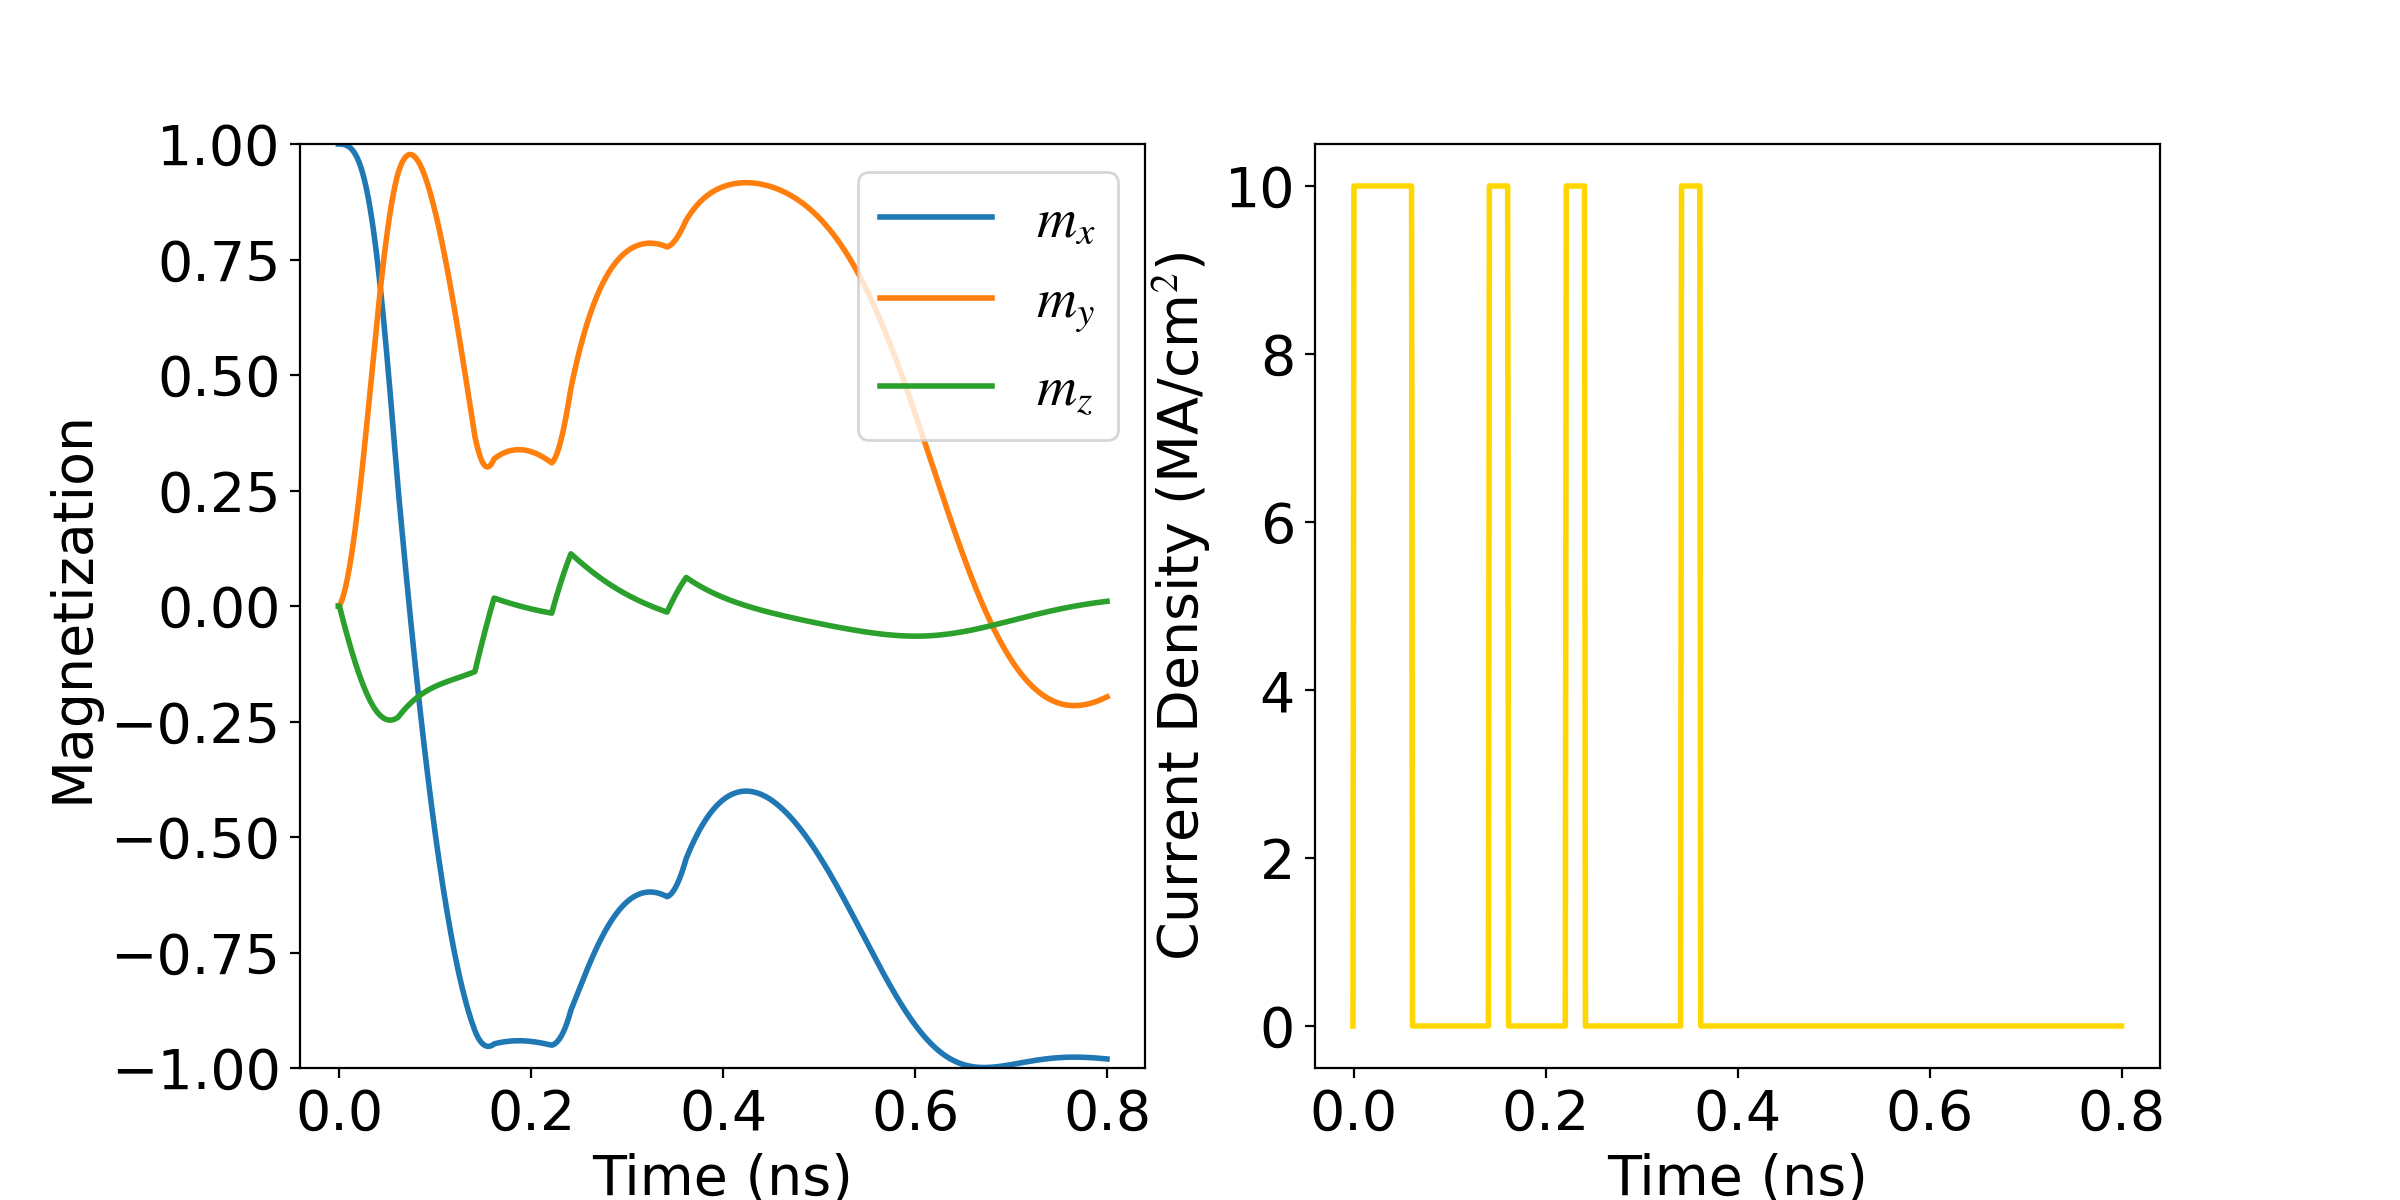 Magnetization
1.00
0.75
0.50
0.25
0.00
−0.25
−0.50
−0.75
−1.00
0.0 0.2 0.4 0.6 0.8
Time (ns)
m_x
m_y
m_z
Current Density (MA/cm²)
10
8
6
4
2
0
0.0 0.2 0.4 0.6 0.8
Time (ns)